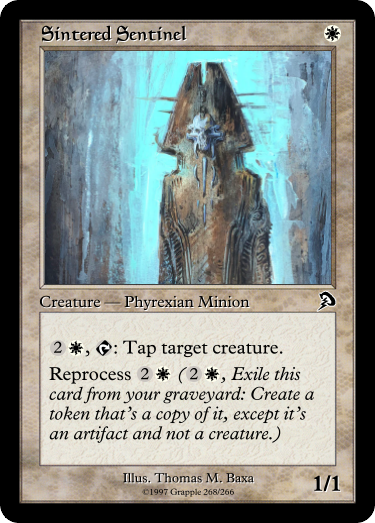 Sintered Sentinel
Creature — Phyrexian Minion
2 , : Tap target creature.
Reprocess 2 (2 , Exile this
card from your graveyard: Create a
token that's a copy of it, except it's
an artifact and not a creature.)
Illus. Thomas M. Baxa
©1997 Grapple 268/266
1/1